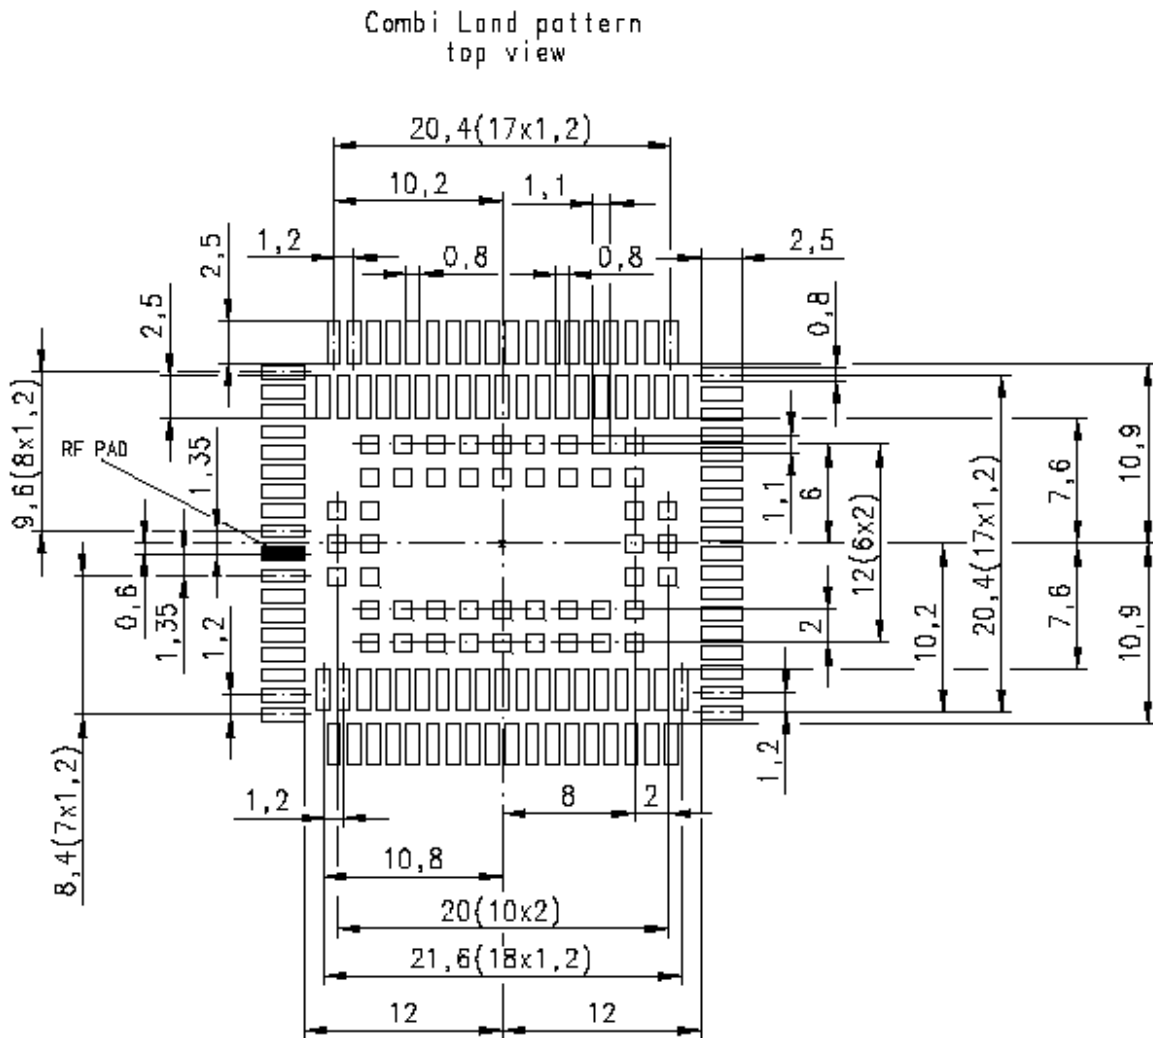 Combi Land pattern
top view
20,4(17x1,2)
10,2
1,1
1,2
0,8
0,8
2,5
2,5
2,5
0,8
9,6(8x1,2)
RF PAD
1,35
1,1
6
12(6x2)
7,6
10,9
20,4(17x1,2)
0,6
1,35
1,2
2
10,2
7,6
10,9
8,4(7x1,2)
1,2
8
2
1,2
10,8
20(10x2)
21,6(18x1,2)
12
12